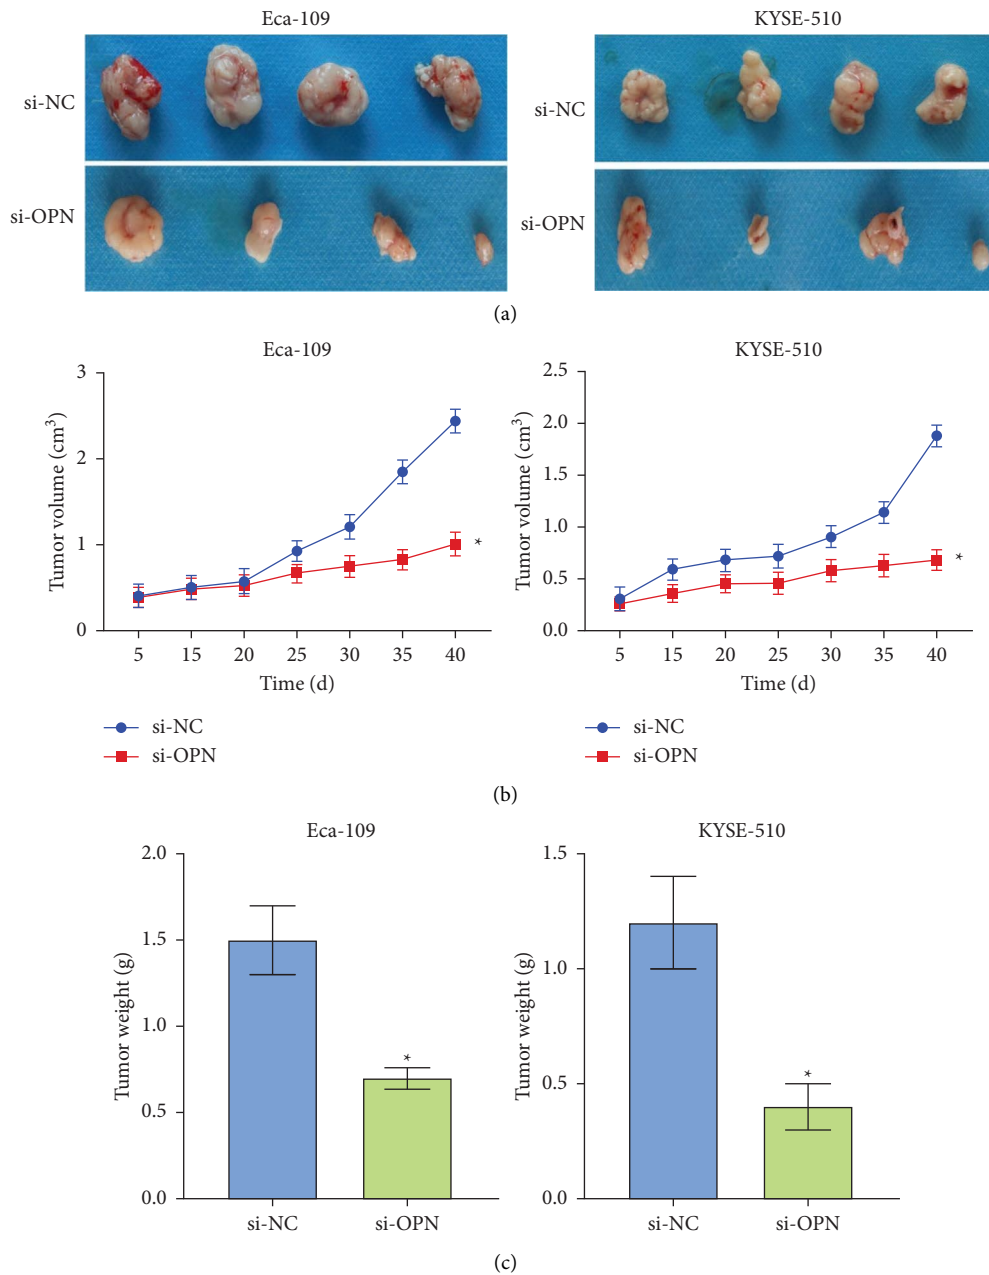 Eca-109
KYSE-510
si-NC
si-NC
si-OPN
si-OPN
(a)
Eca-109
KYSE-510
Tumor volume (cm³)
3
2
1
0
*
5 15 20 25 30 35 40
Time (d)
Tumor volume (cm³)
2.5
2.0
1.5
1.0
0.5
0.0
*
5 15 20 25 30 35 40
Time (d)
si-NC
si-OPN
si-NC
si-OPN
(b)
Eca-109
KYSE-510
Tumor weight (g)
2.0
1.5
1.0
0.5
0.0
*
si-NC si-OPN
Tumor weight (g)
1.5
1.0
0.5
0.0
*
si-NC si-OPN
(c)